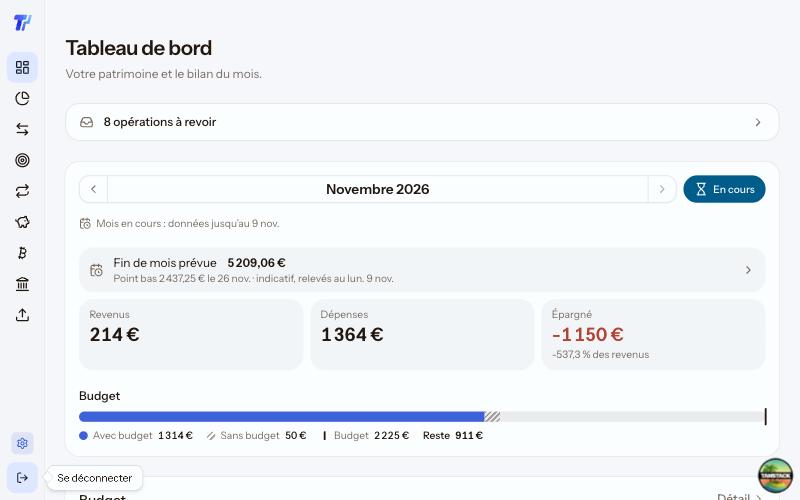 Tableau de bord
Votre patrimoine et le bilan du mois.
8 opérations à revoir
Novembre 2026
En cours
Mois en cours : données jusqu'au 9 nov.
Fin de mois prévue 5 209,06 €
Point bas 2 437,25 € le 26 nov. · indicatif, relevés au lun. 9 nov.
Revenus
214 €
Dépenses
1 364 €
Épargné
-1 150 €
-537,3 % des revenus
Budget
Avec budget 1 314 € Sans budget 50 € Budget 2 225 € Reste 911 €
Se déconnecter
Budget
Détail
TANSTACK